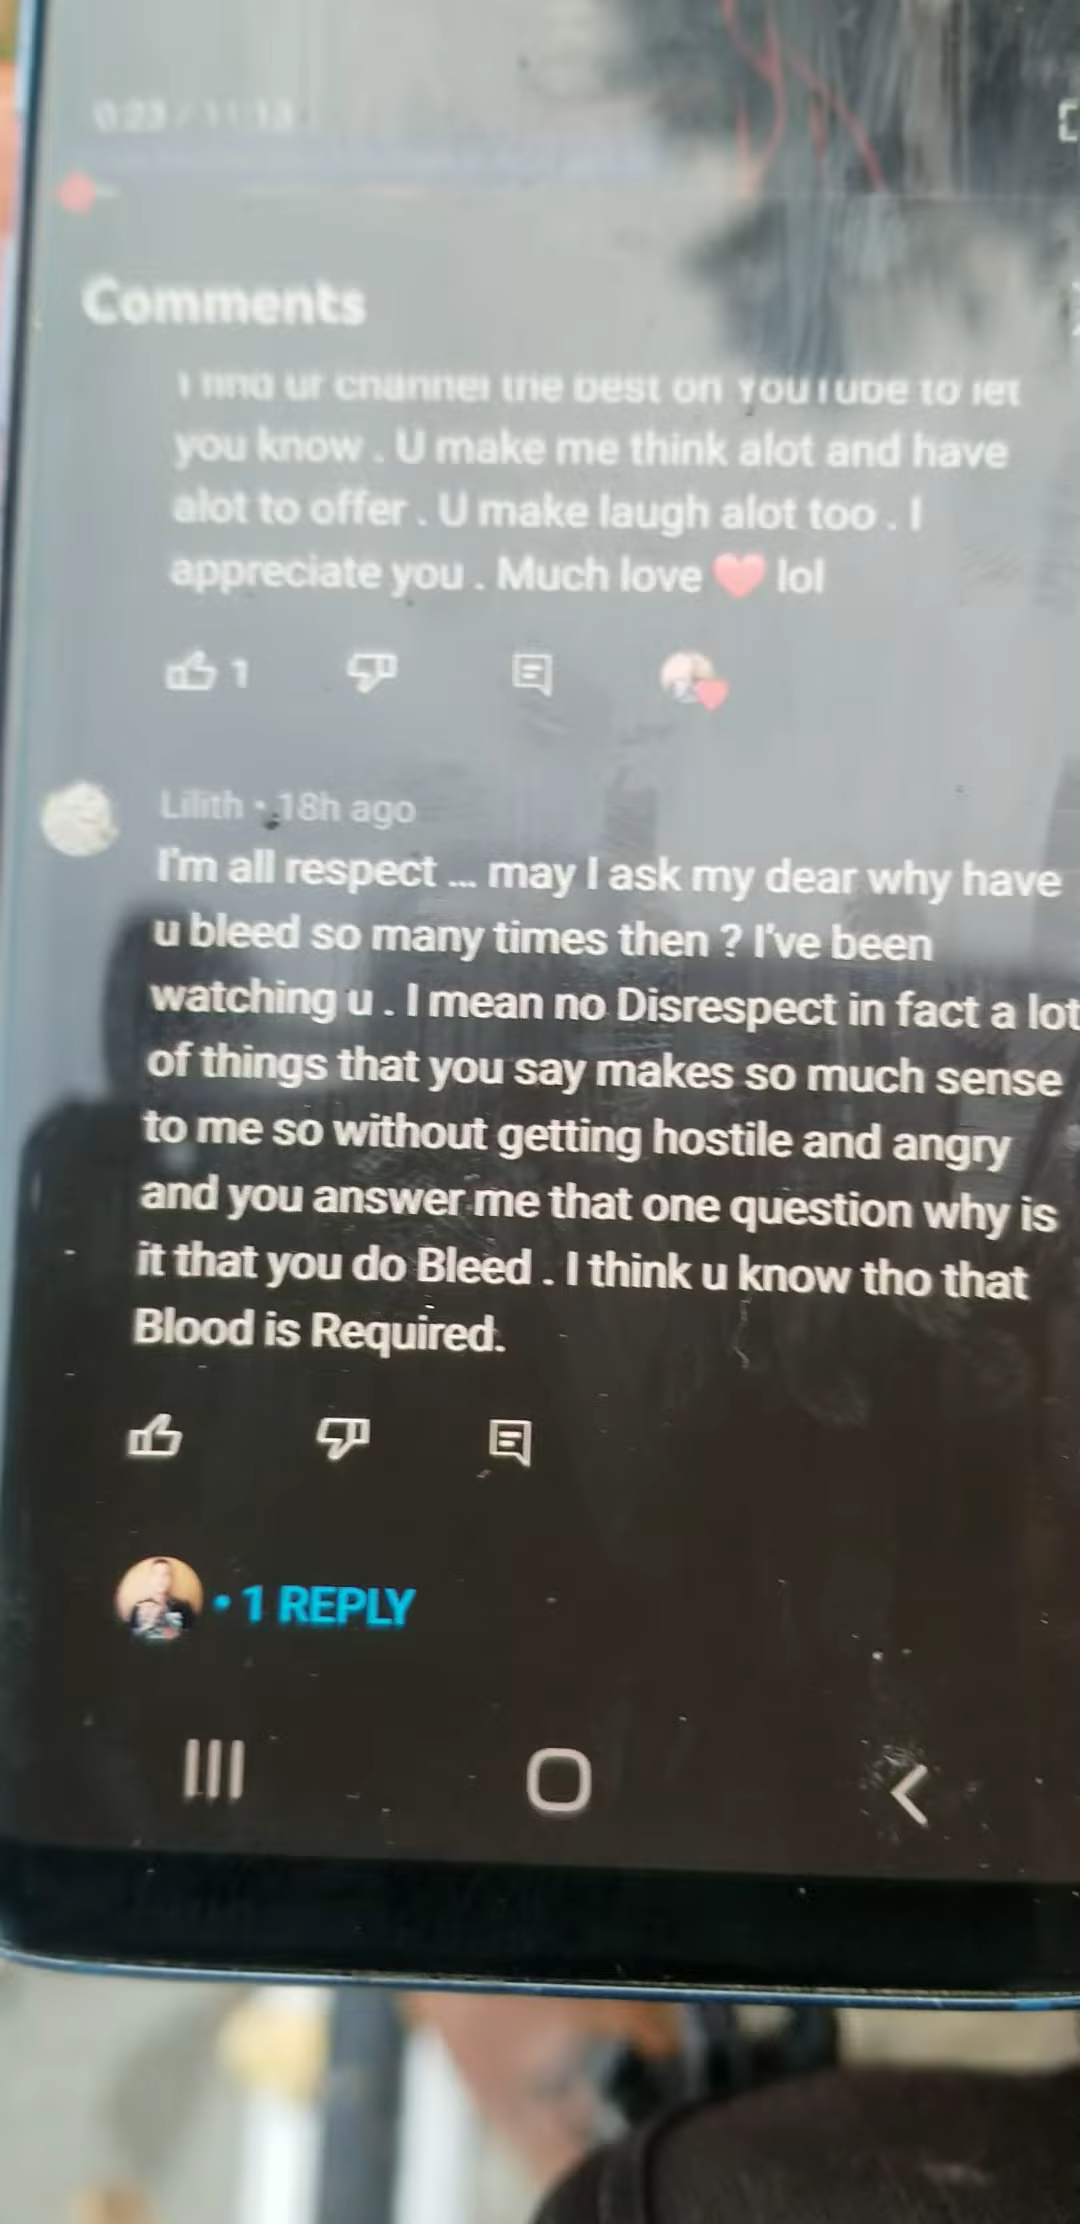 0:23 / 11:13
Comments
I find ur channel the best on YouTube to let
you know . U make me think alot and have
alot to offer . U make laugh alot too . I
appreciate you . Much love ❤️ lol
1
Lilith • 18h ago
I'm all respect ... may I ask my dear why have
u bleed so many times then ? I've been
watching u . I mean no Disrespect in fact a lot
of things that you say makes so much sense
to me so without getting hostile and angry
and you answer me that one question why is
it that you do Bleed . I think u know tho that
Blood is Required.
• 1 REPLY